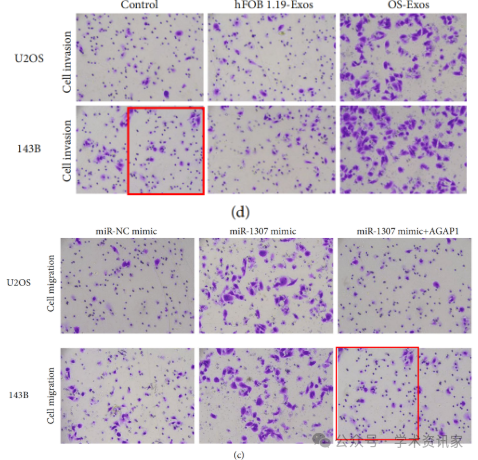 Control hFOB 1.19-Exos OS-Exos
U2OS Cell invasion
143B Cell invasion
(d)
miR-NC mimic miR-1307 mimic miR-1307 mimic+AGAP1
U2OS Cell migration
143B Cell migration
公众号 · 学术资讯家
(c)